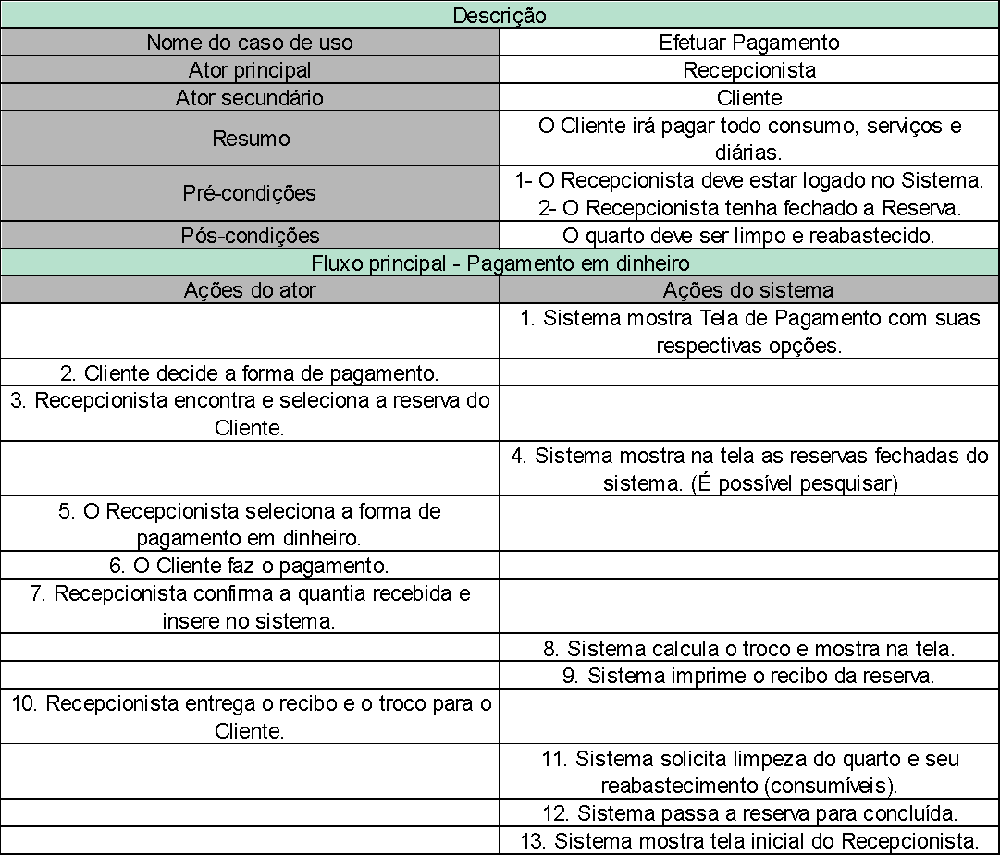 Descrição
Nome do caso de uso
Efetuar Pagamento
Ator principal
Recepcionista
Ator secundário
Cliente
Resumo
O Cliente irá pagar todo consumo, serviços e
diárias.
Pré-condições
1- O Recepcionista deve estar logado no Sistema.
2- O Recepcionista tenha fechado a Reserva.
Pós-condições
O quarto deve ser limpo e reabastecido.
Fluxo principal - Pagamento em dinheiro
Ações do ator
Ações do sistema
1. Sistema mostra Tela de Pagamento com suas
respectivas opções.
2. Cliente decide a forma de pagamento.
3. Recepcionista encontra e seleciona a reserva do
Cliente.
4. Sistema mostra na tela as reservas fechadas do
sistema. (É possível pesquisar)
5. O Recepcionista seleciona a forma de
pagamento em dinheiro.
6. O Cliente faz o pagamento.
7. Recepcionista confirma a quantia recebida e
insere no sistema.
8. Sistema calcula o troco e mostra na tela.
9. Sistema imprime o recibo da reserva.
10. Recepcionista entrega o recibo e o troco para o
Cliente.
11. Sistema solicita limpeza do quarto e seu
reabastecimento (consumíveis).
12. Sistema passa a reserva para concluída.
13. Sistema mostra tela inicial do Recepcionista.